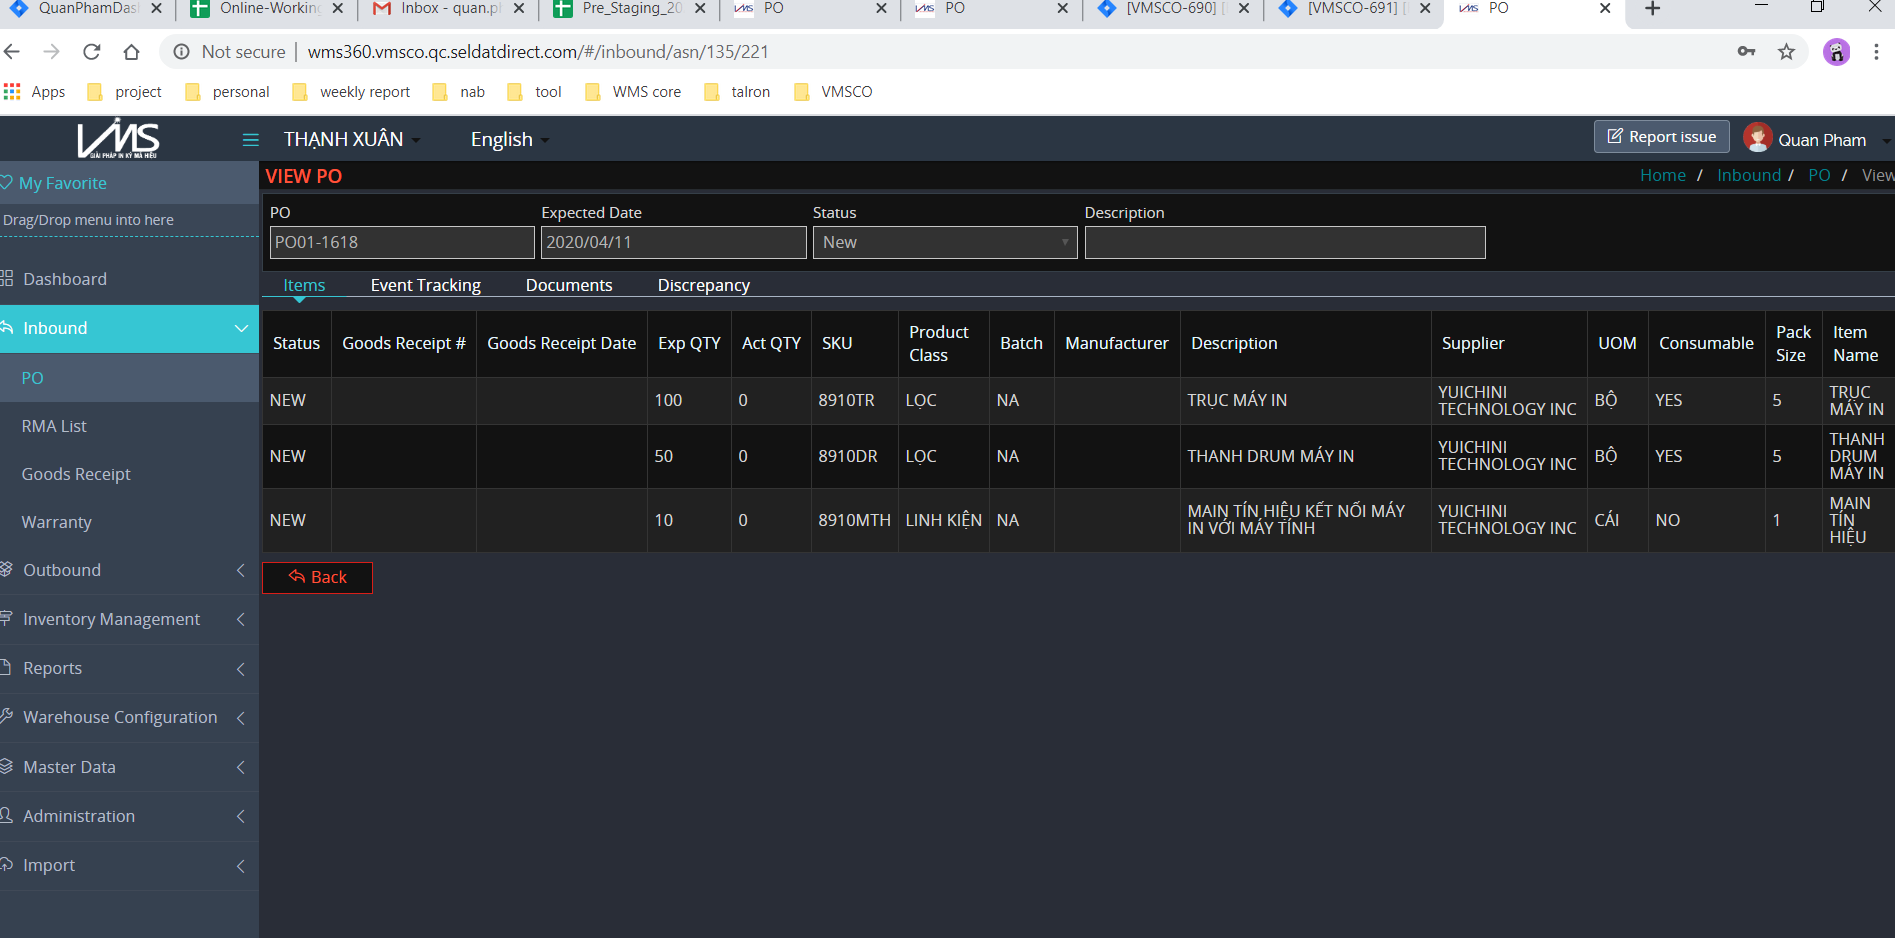 QuanPhamDas
Online-Working
Inbox - quan.ph
Pre_Staging_20
PO
PO
[VMSCO-690] [
[VMSCO-691] [
PO
Not secure | wms360.vmsco.qc.seldatdirect.com/#/inbound/asn/135/221
Apps project personal weekly report nab tool WMS core talron VMSCO
VMS
GIẢI PHÁP IN KÝ MÃ HIỆU
THẠNH XUÂN
English
Report issue
Quan Pham
My Favorite
Drag/Drop menu into here
Dashboard
Inbound
PO
RMA List
Goods Receipt
Warranty
Outbound
Inventory Management
Reports
Warehouse Configuration
Master Data
Administration
Import
VIEW PO
Home / Inbound / PO / View
PO Expected Date Status Description
PO01-1618 2020/04/11 New
Items Event Tracking Documents Discrepancy
Status Goods Receipt # Goods Receipt Date Exp QTY Act QTY SKU Product Class Batch Manufacturer Description Supplier UOM Consumable Pack Size Item Name
NEW 100 0 8910TR LỌC NA TRỤC MÁY IN YUICHINI TECHNOLOGY INC BỘ YES 5 TRỤC MÁY IN
NEW 50 0 8910DR LỌC NA THANH DRUM MÁY IN YUICHINI TECHNOLOGY INC BỘ YES 5 THANH DRUM MÁY IN
NEW 10 0 8910MTH LINH KIỆN NA MAIN TÍN HIỆU KẾT NỐI MÁY IN VỚI MÁY TÍNH YUICHINI TECHNOLOGY INC CÁI NO 1 MAIN TÍN HIỆU
Back